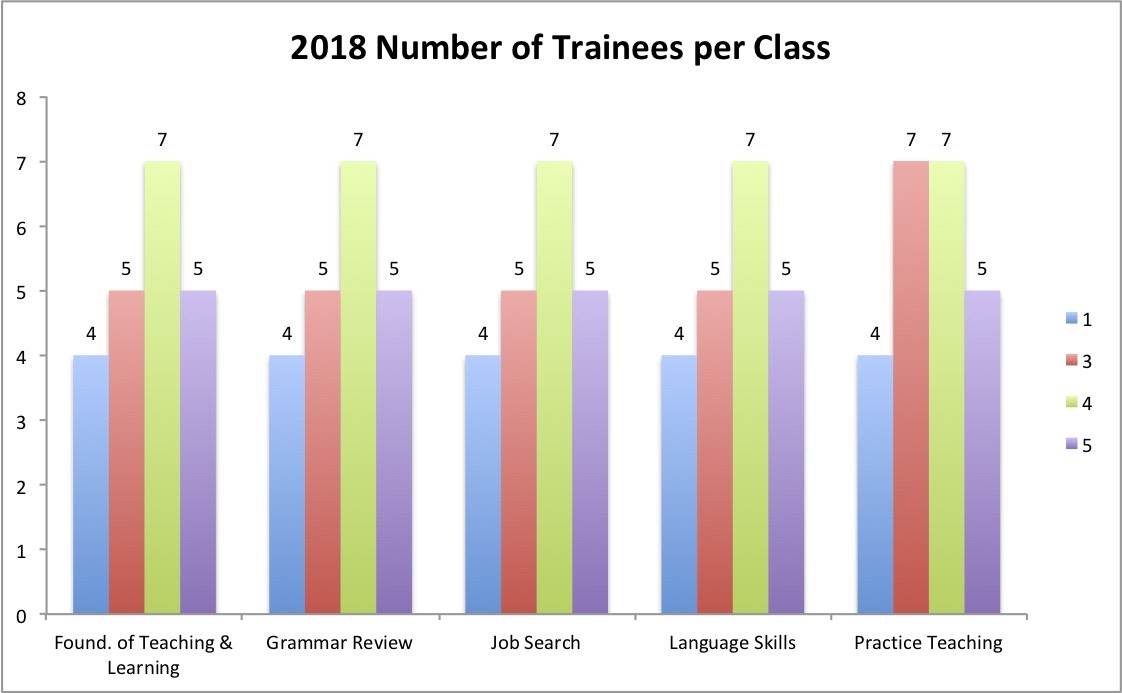 2018 Number of Trainees per Class
8
7
6
5
4
3
2
1
0
4 5 7 5
4 5 7 5
4 5 7 5
4 5 7 5
4 7 7 5
Found. of Teaching &
Learning
Grammar Review
Job Search
Language Skills
Practice Teaching
1
3
4
5